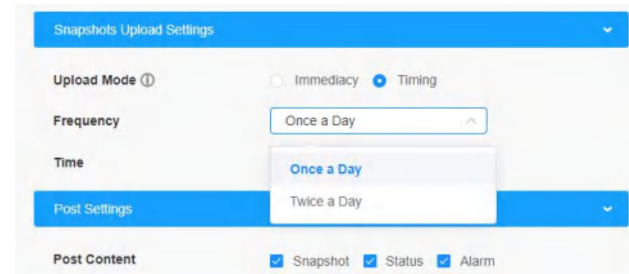 Snapshots Upload Settings
Upload Mode ⓘ Immediacy Timing
Frequency Once a Day
Time
Once a Day
Twice a Day
Post Settings
Post Content Snapshot Status Alarm